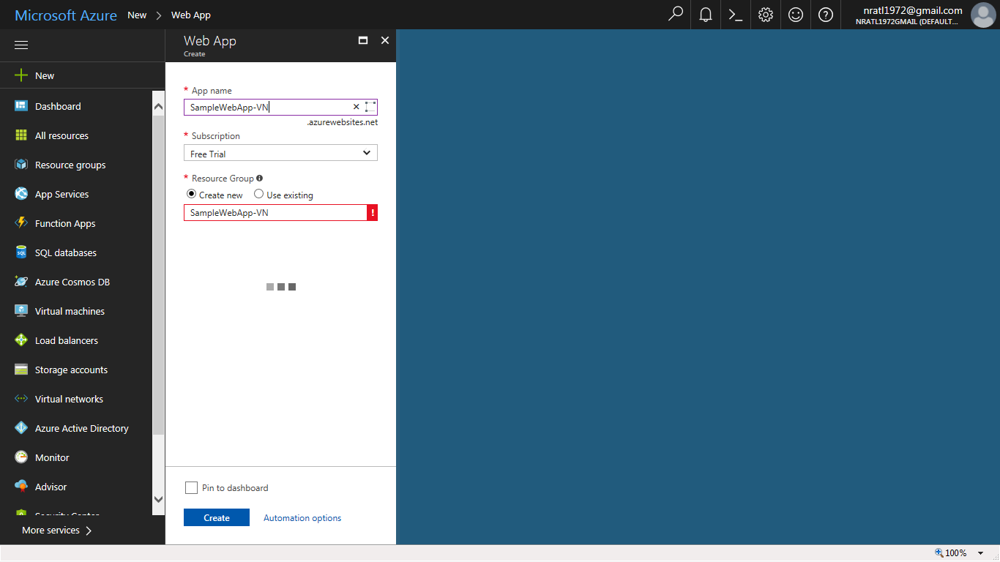 Microsoft Azure New Web App
nratl1972@gmail.com
NRATL1972GMAIL (DEFAULT...
Web App
Create
New
Dashboard
All resources
Resource groups
App Services
Function Apps
SQL databases
Azure Cosmos DB
Virtual machines
Load balancers
Storage accounts
Virtual networks
Azure Active Directory
Monitor
Advisor
Security Center
More services
* App name
SampleWebApp-VN
.azurewebsites.net
* Subscription
Free Trial
* Resource Group
Create new Use existing
SampleWebApp-VN !
Pin to dashboard
Create Automation options
100%